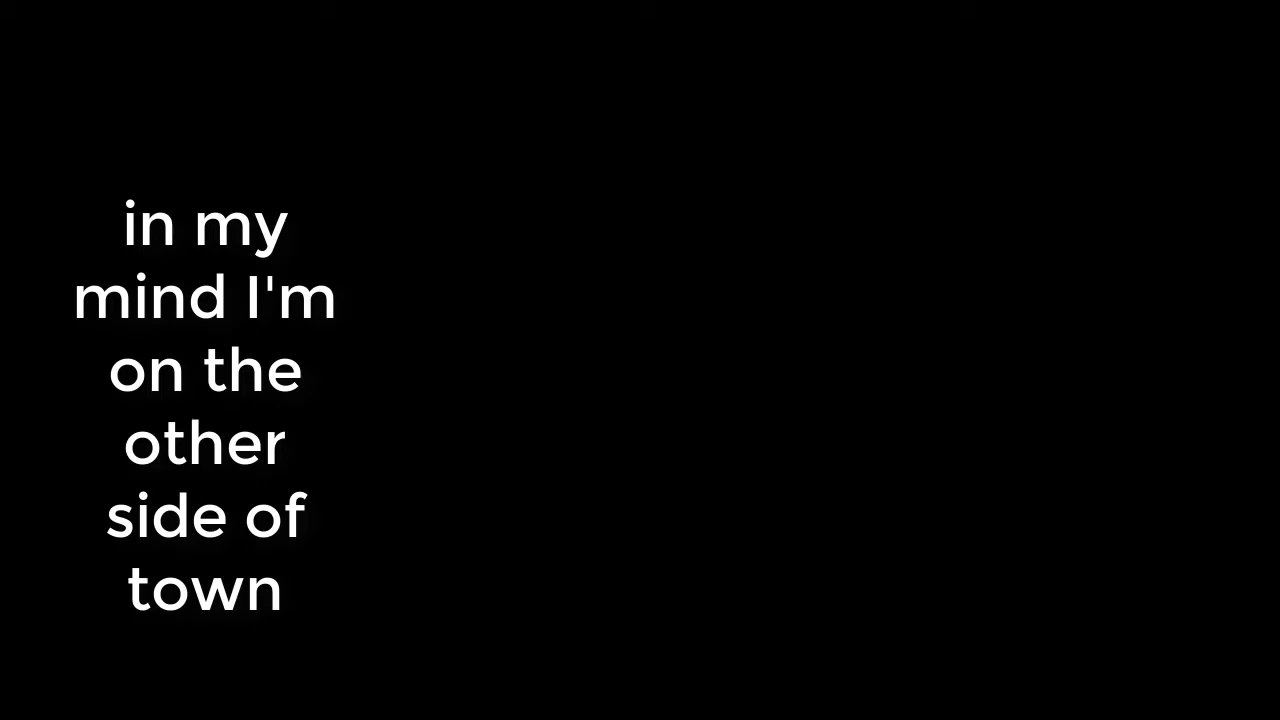 in my
mind I'm
on the
other
side of
town